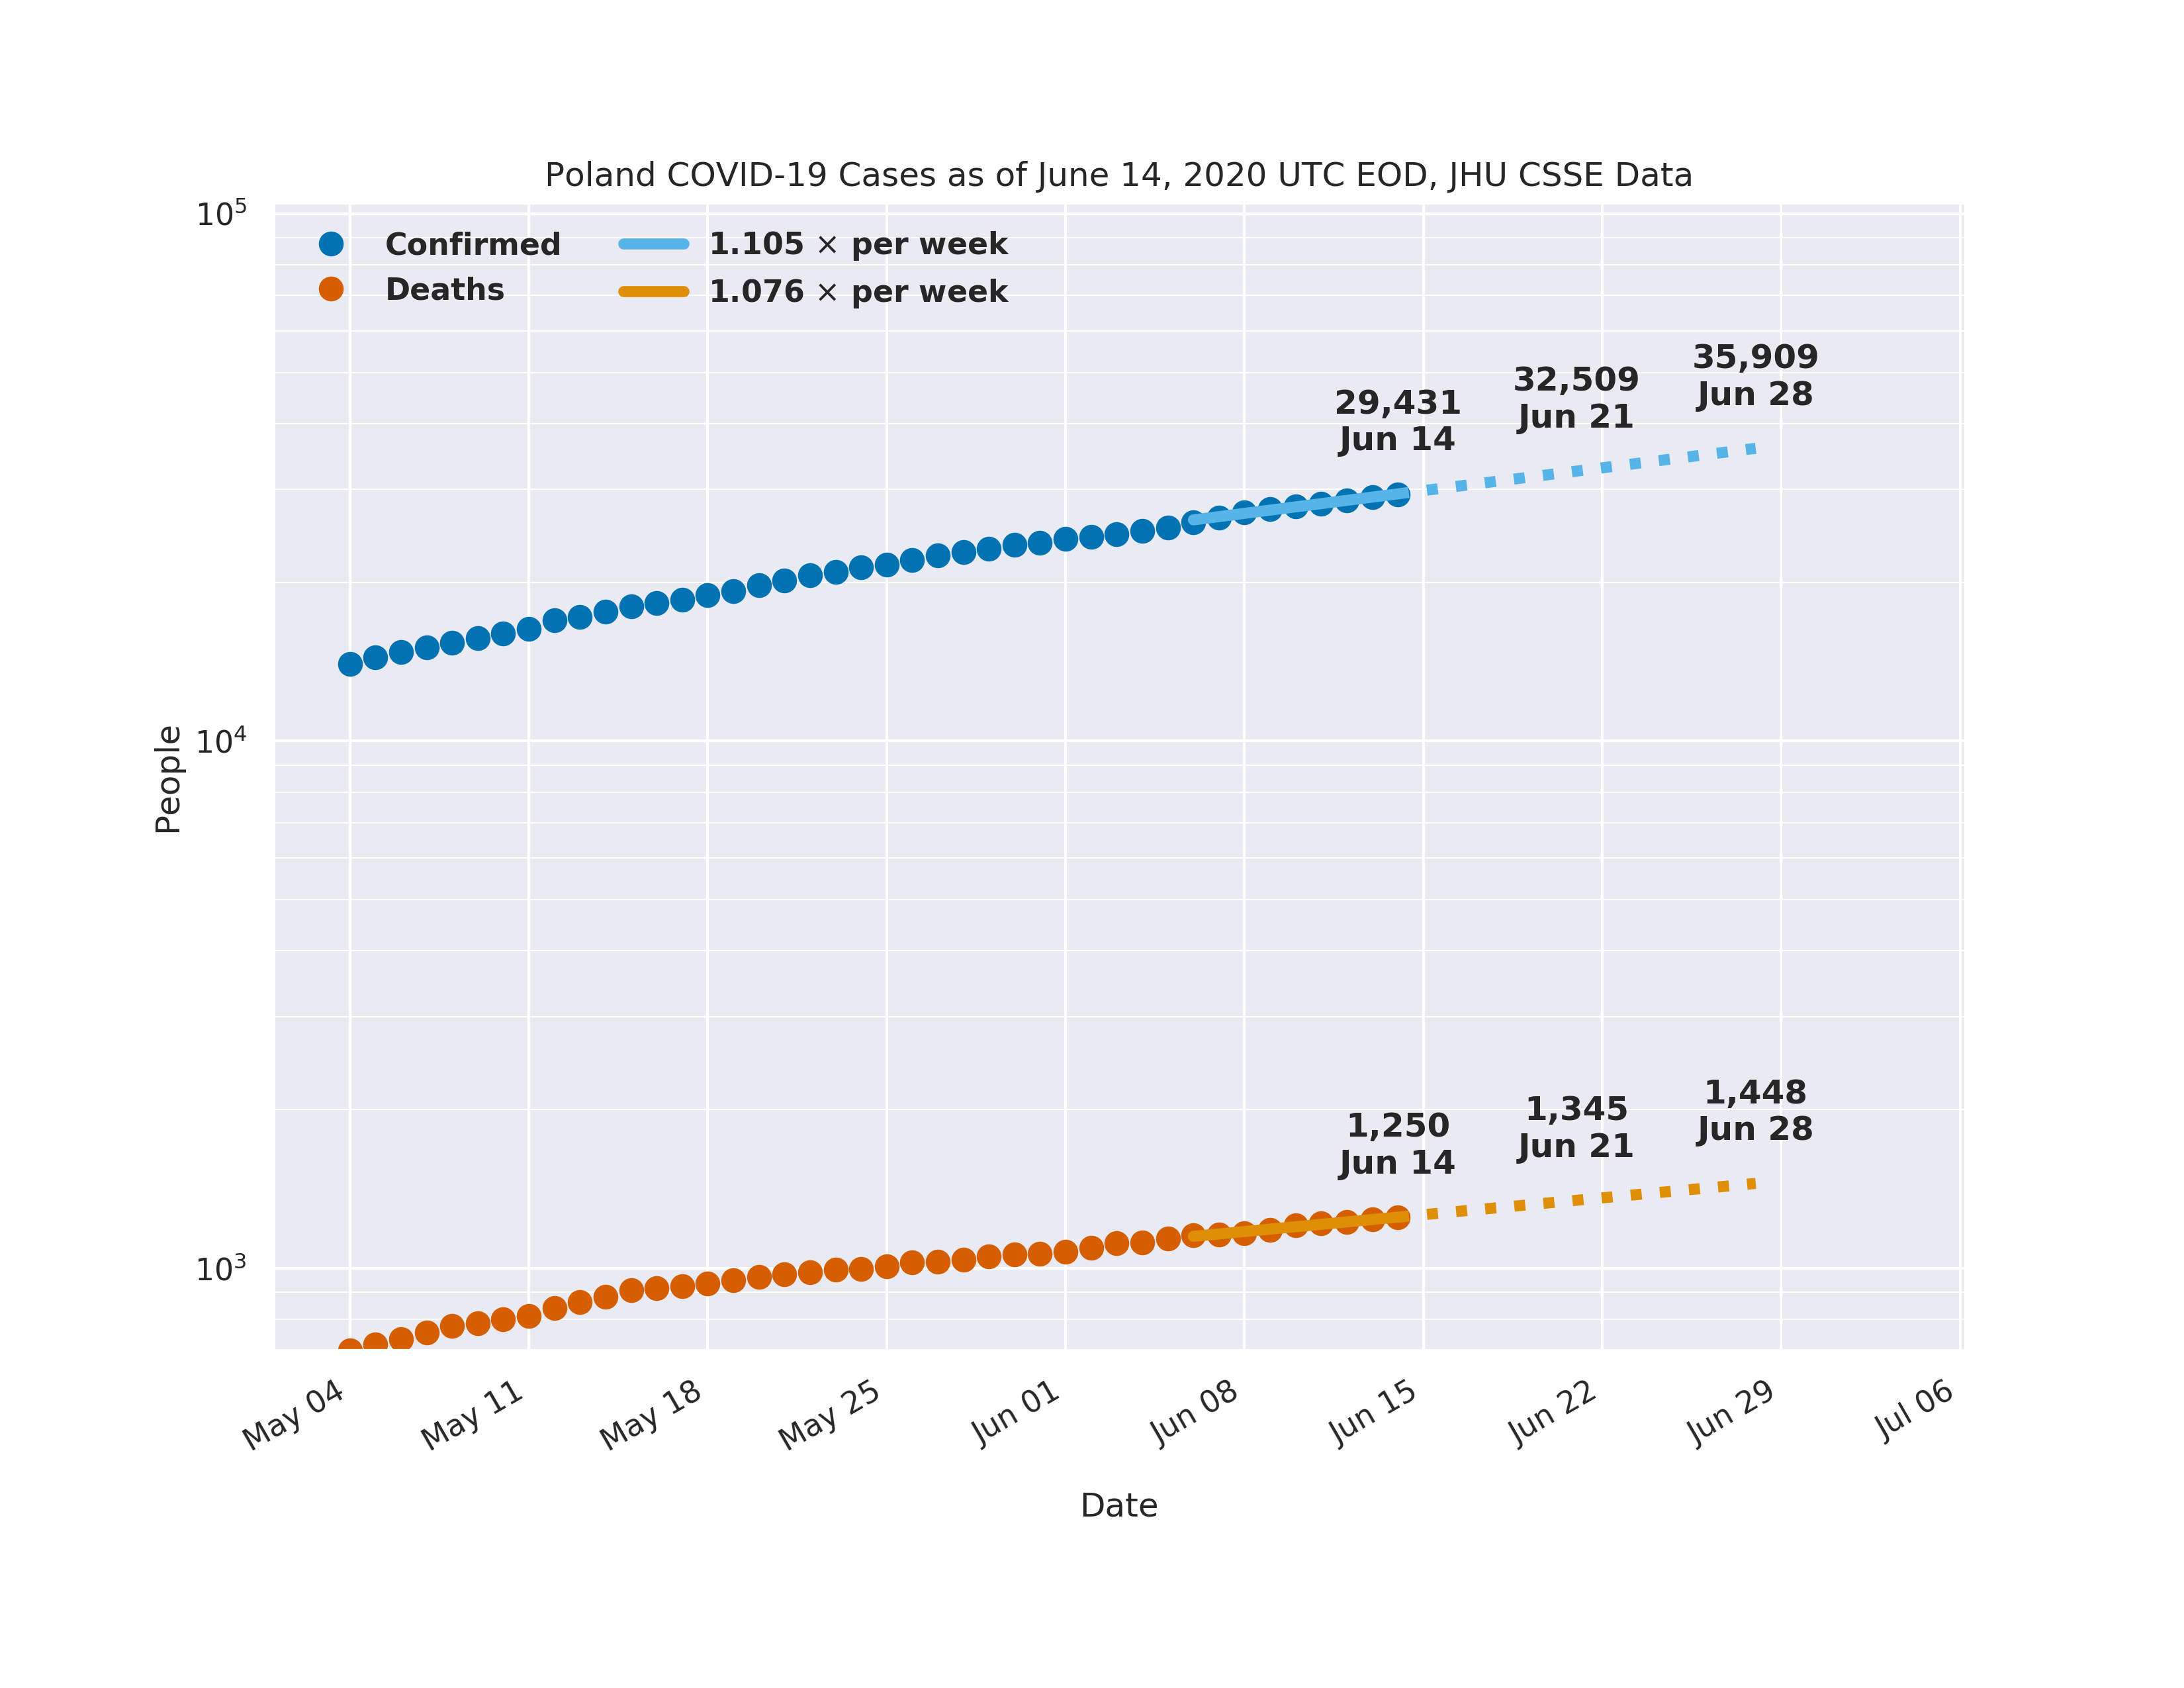 Poland COVID-19 Cases as of June 14, 2020 UTC EOD, JHU CSSE Data
10⁵
Confirmed
Deaths
1.105 × per week
1.076 × per week
29,431
Jun 14
32,509
Jun 21
35,909
Jun 28
10⁴
People
1,250
Jun 14
1,345
Jun 21
1,448
Jun 28
10³
May 04
May 11
May 18
May 25
Jun 01
Jun 08
Jun 15
Jun 22
Jun 29
Jul 06
Date